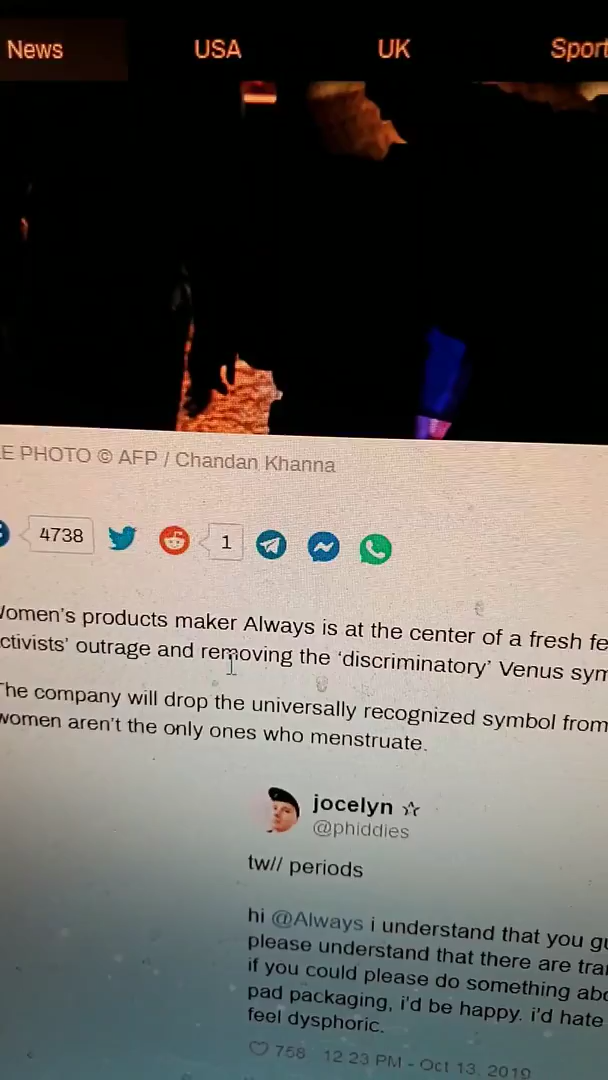 News USA UK Sport
E PHOTO © AFP / Chandan Khanna
4738 1
Women's products maker Always is at the center of a fresh fe
ctivists' outrage and removing the 'discriminatory' Venus sym
The company will drop the universally recognized symbol from
women aren't the only ones who menstruate.
jocelyn
@phiddies
tw// periods
hi @Always i understand that you gu
please understand that there are tra
if you could please do something abo
pad packaging, i'd be happy. i'd hate
feel dysphoric.
758 12:23 PM - Oct 13, 2019